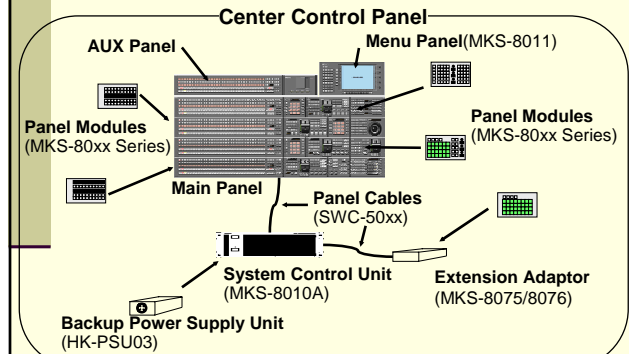 Center Control Panel
AUX Panel
Menu Panel(MKS-8011)
Panel Modules
(MKS-80xx Series)
Panel Modules
(MKS-80xx Series)
Main Panel
Panel Cables
(SWC-50xx)
System Control Unit
(MKS-8010A)
Extension Adaptor
(MKS-8075/8076)
Backup Power Supply Unit
(HK-PSU03)